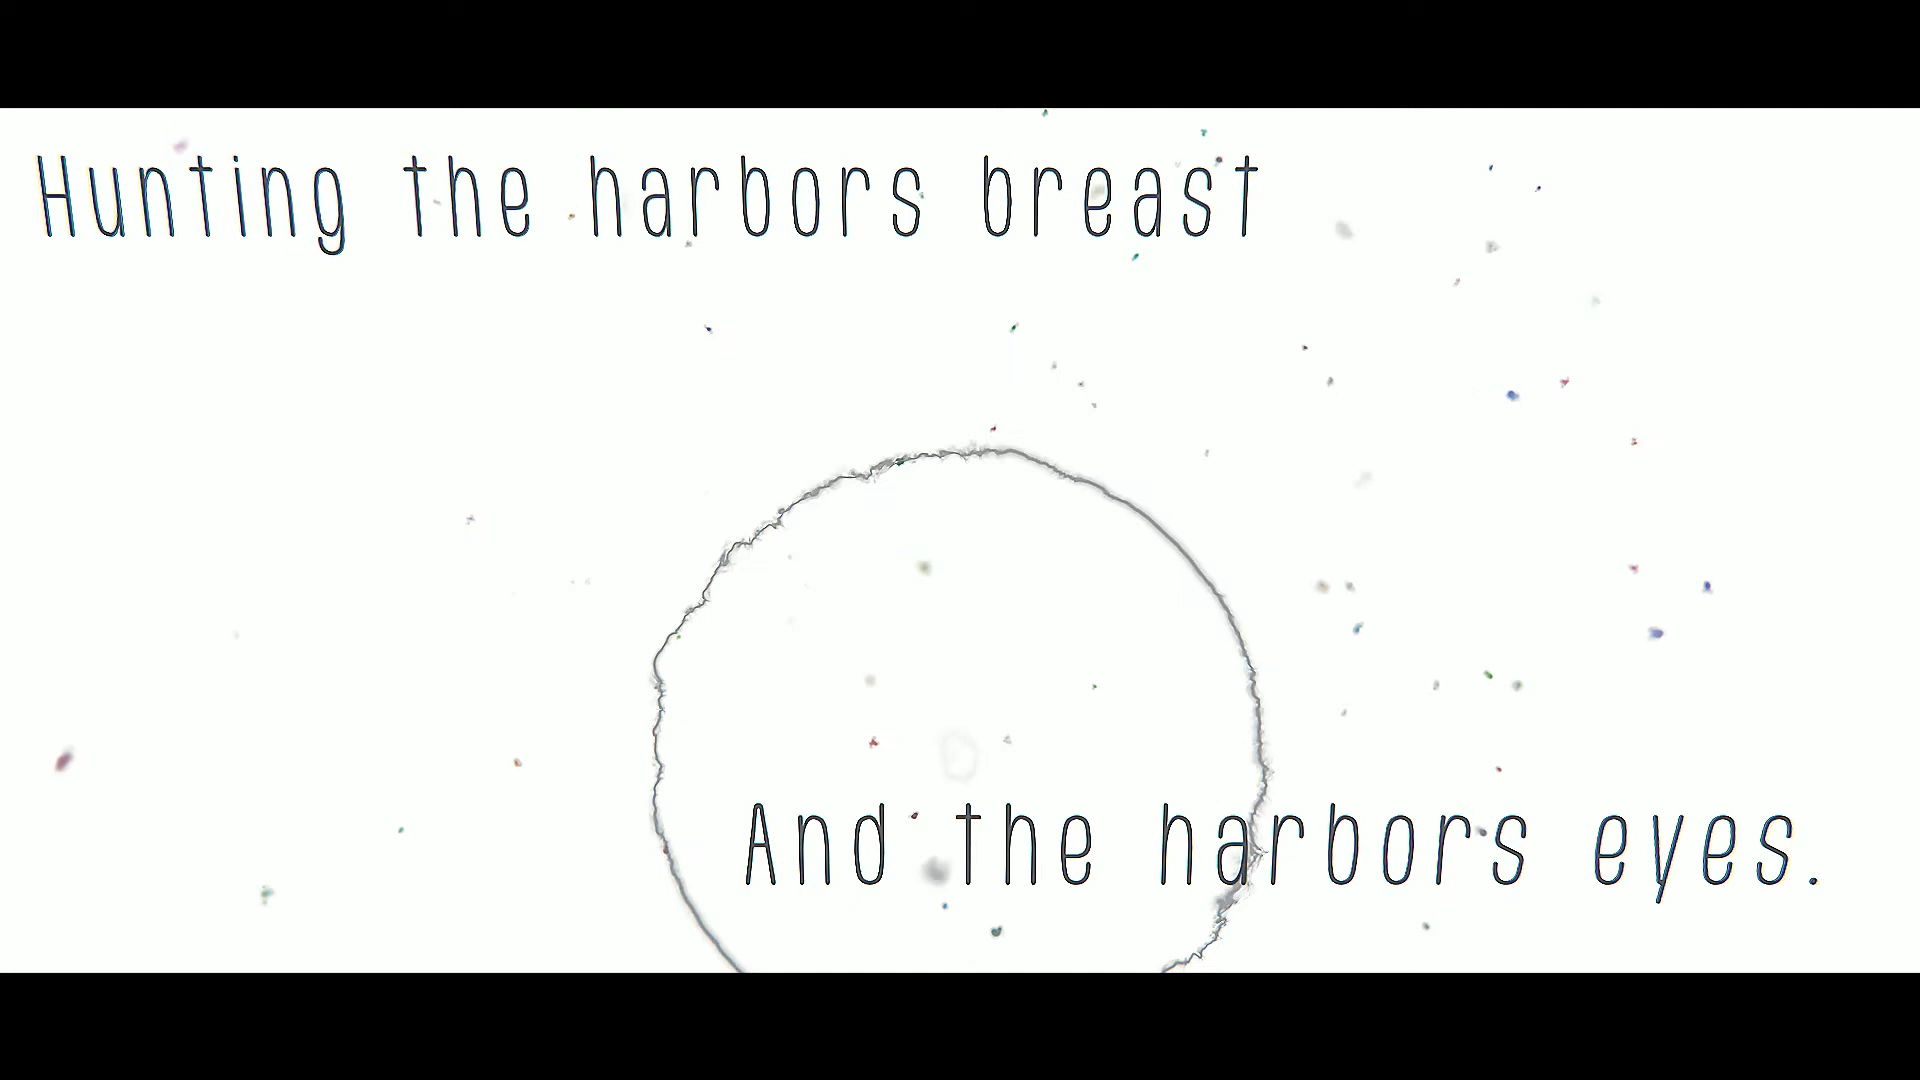 Hunting the harbors breast
And the harbors eyes.